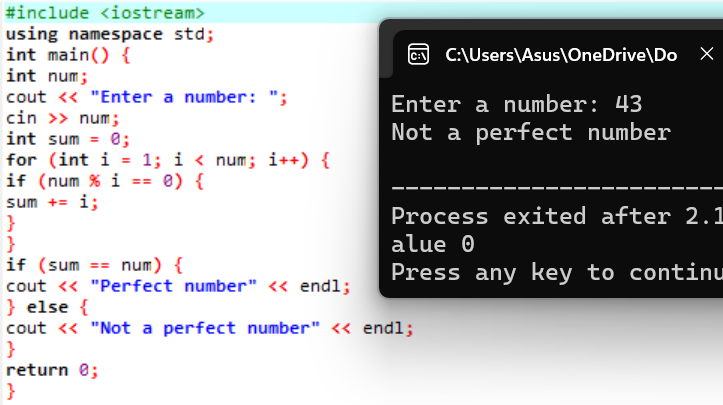 #include <iostream>
using namespace std;
int main() {
int num;
cout << "Enter a number: ";
cin >> num;
int sum = 0;
for (int i = 1; i < num; i++) {
if (num % i == 0) {
sum += i;
}
}
if (sum == num) {
cout << "Perfect number" << endl;
} else {
cout << "Not a perfect number" << endl;
}
return 0;
}
C:\Users\Asus\OneDrive\Do
Enter a number: 43
Not a perfect number
--------------------------------
Process exited after 2.1
alue 0
Press any key to continu